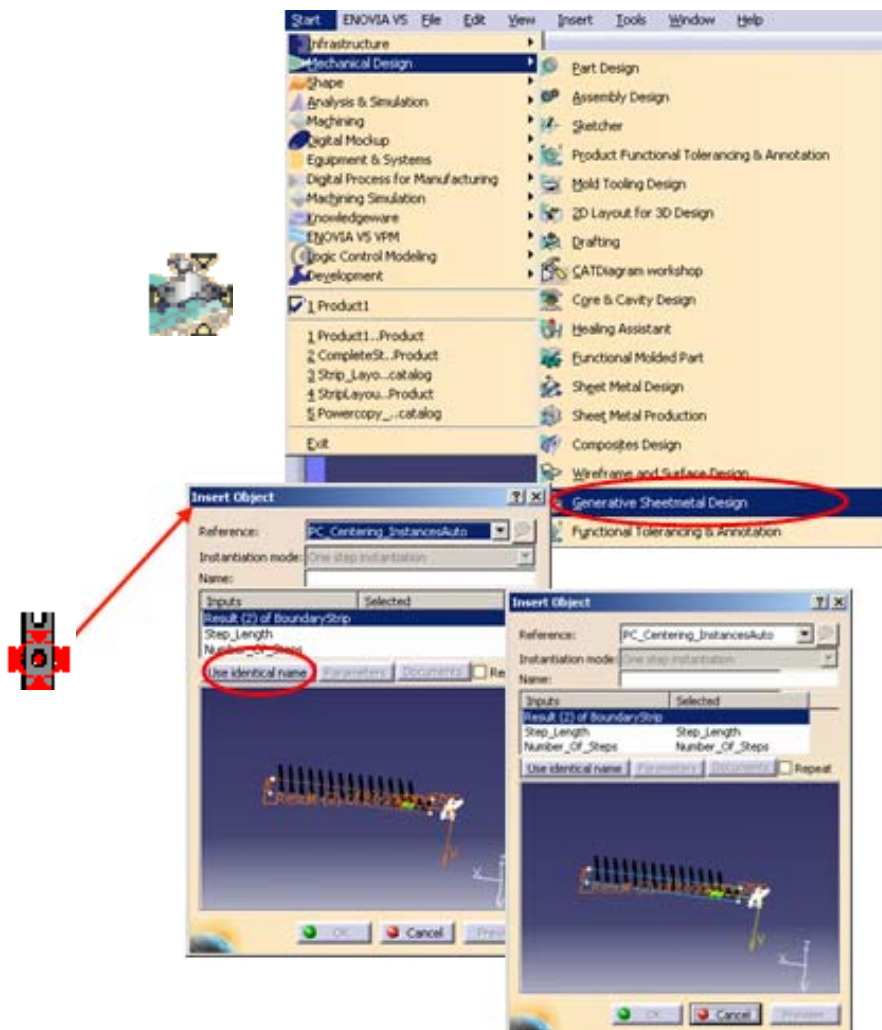 Start ENOVIA V5 File Edit View Insert Tools Window Help
Infrastructure
Mechanical Design
Shape
Analysis & Simulation
Machining
Digital Mockup
Equipment & Systems
Digital Process for Manufacturing
Machining Simulation
Knowledgeware
ENOVIA V5 VPM
Logic Control Modeling
Development
1 Product1
1 Product1...Product
2 CompleteSt...Product
3 Strip_Layo...catalog
4 StripLayou...Product
5 Powercopy_...catalog
Exit
Part Design
Assembly Design
Sketcher
Product Functional Tolerancing & Annotation
Mold Tooling Design
2D Layout for 3D Design
Drafting
CATDiagram workshop
Core & Cavity Design
Healing Assistant
Functional Molded Part
Sheet Metal Design
Sheet Metal Production
Composites Design
Wireframe and Surface Design
Generative Sheetmetal Design
Functional Tolerancing & Annotation
Insert Object
Reference: PC_Centering_InstancesAuto
Instantiation mode: One step instantiation
Name:
Inputs Selected
Result (2) of BoundaryStrip
Step_Length
Number_Of_Steps
Use identical name Parameters Documents Re
OK Cancel Prev
Insert Object
Reference: PC_Centering_InstancesAuto
Instantiation mode: One step instantiation
Name:
Inputs Selected
Result (2) of BoundaryStrip
Step_Length Step_Length
Number_Of_Steps Number_Of_Steps
Use identical name Parameters Documents Repeat
OK Cancel Preview